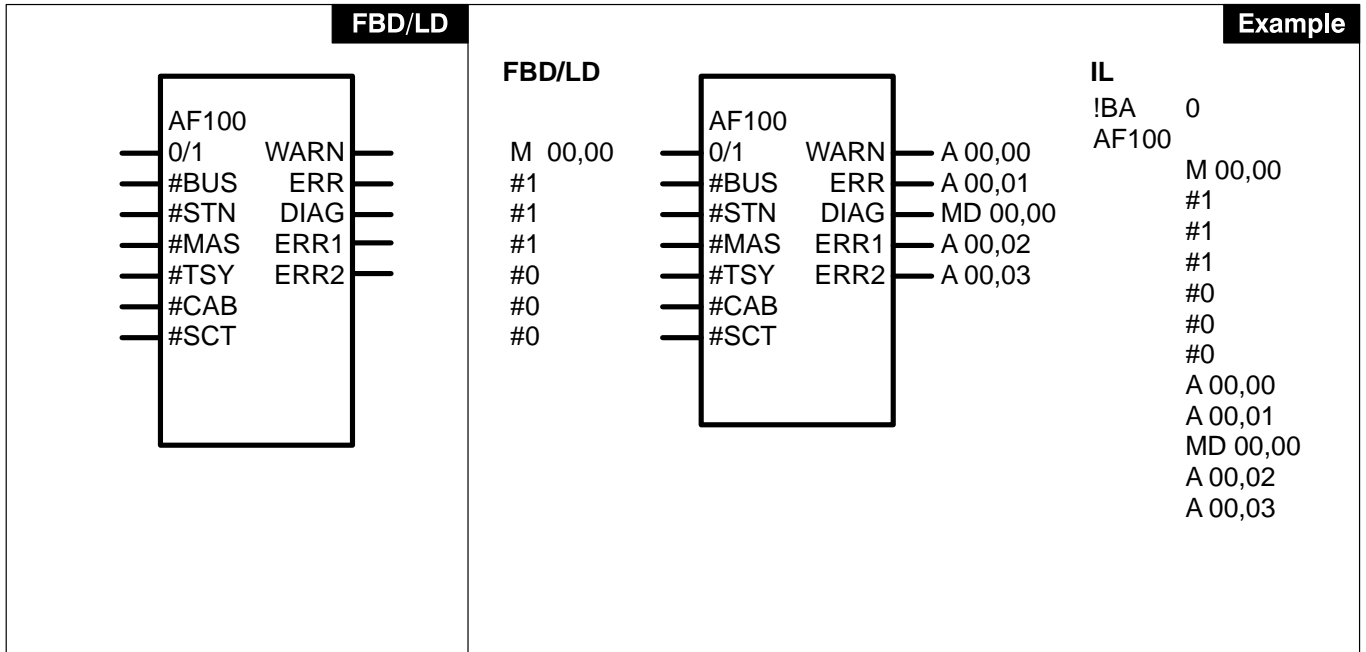 FBD/LD
AF100
0/1 WARN
#BUS ERR
#STN DIAG
#MAS ERR1
#TSY ERR2
#CAB
#SCT
Example
FBD/LD
AF100
M 00,00 0/1 WARN A 00,00
#1 #BUS ERR A 00,01
#1 #STN DIAG MD 00,00
#1 #MAS ERR1 A 00,02
#0 #TSY ERR2 A 00,03
#0 #CAB
#0 #SCT
IL
!BA 0
AF100
M 00,00
#1
#1
#1
#0
#0
#0
A 00,00
A 00,01
MD 00,00
A 00,02
A 00,03